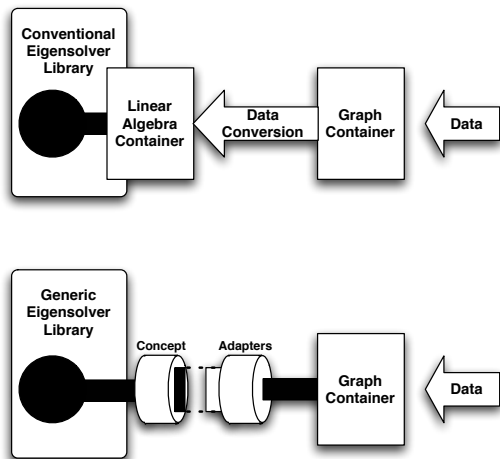 Conventional
Eigensolver
Library
Linear
Algebra
Container
Data
Conversion
Graph
Container
Data
Generic
Eigensolver
Library
Concept
Adapters
Graph
Container
Data